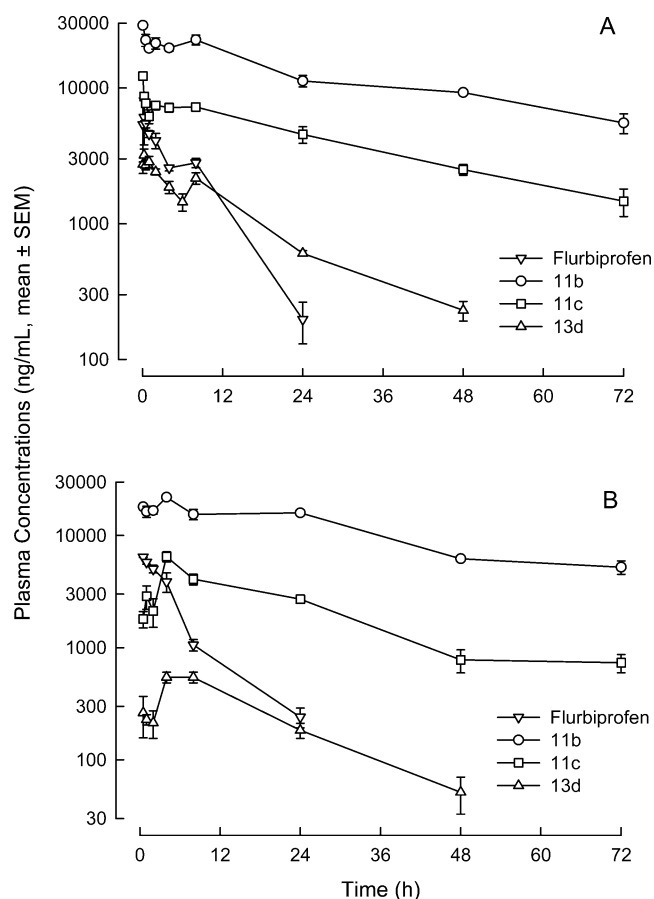 A
30000
10000
3000
1000
300
100
Flurbiprofen
11b
11c
13d
0 12 24 36 48 60 72
Plasma Concentrations (ng/mL, mean ± SEM)
B
30000
10000
3000
1000
300
100
30
Flurbiprofen
11b
11c
13d
0 12 24 36 48 60 72
Time (h)